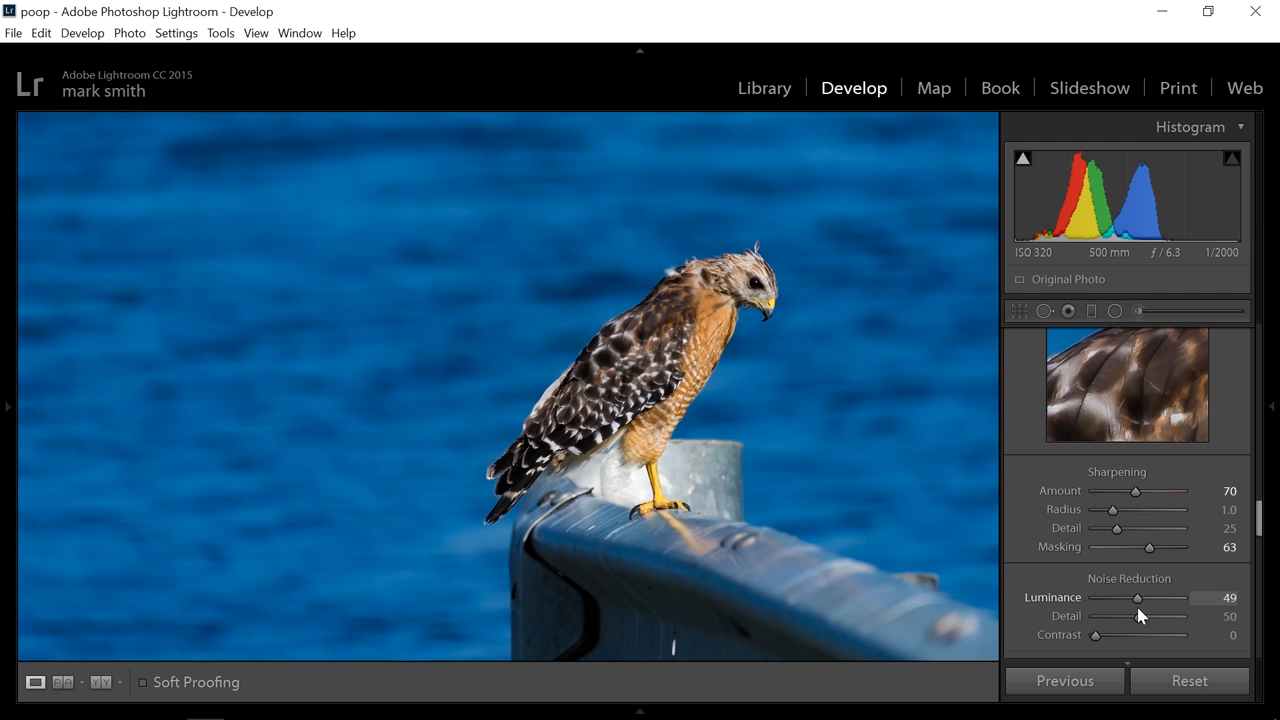 Lr poop - Adobe Photoshop Lightroom - Develop
File Edit Develop Photo Settings Tools View Window Help
Lr Adobe Lightroom CC 2015
mark smith
Library Develop Map Book Slideshow Print Web
Histogram
ISO 320 500 mm ƒ / 6.3 1/2000
Original Photo
Sharpening
Amount 70
Radius 1.0
Detail 25
Masking 63
Noise Reduction
Luminance 49
Detail 50
Contrast 0
Previous Reset
Soft Proofing